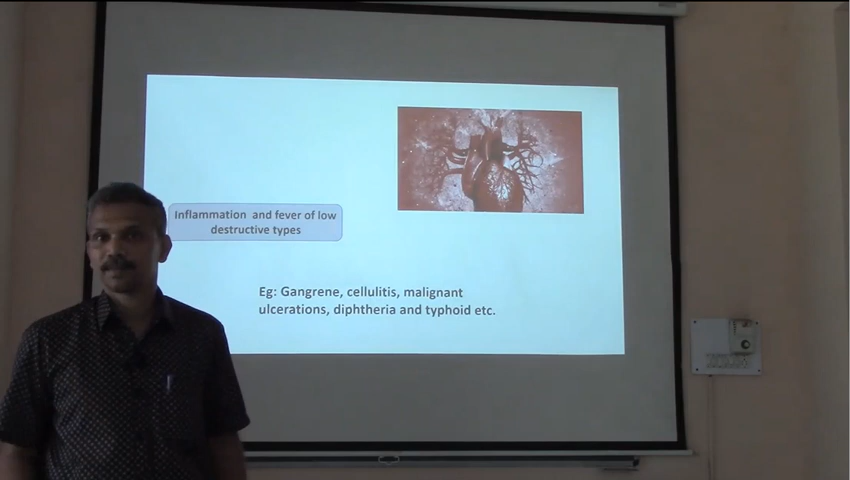 Inflammation and fever of low
destructive types
Eg: Gangrene, cellulitis, malignant
ulcerations, diphtheria and typhoid etc.